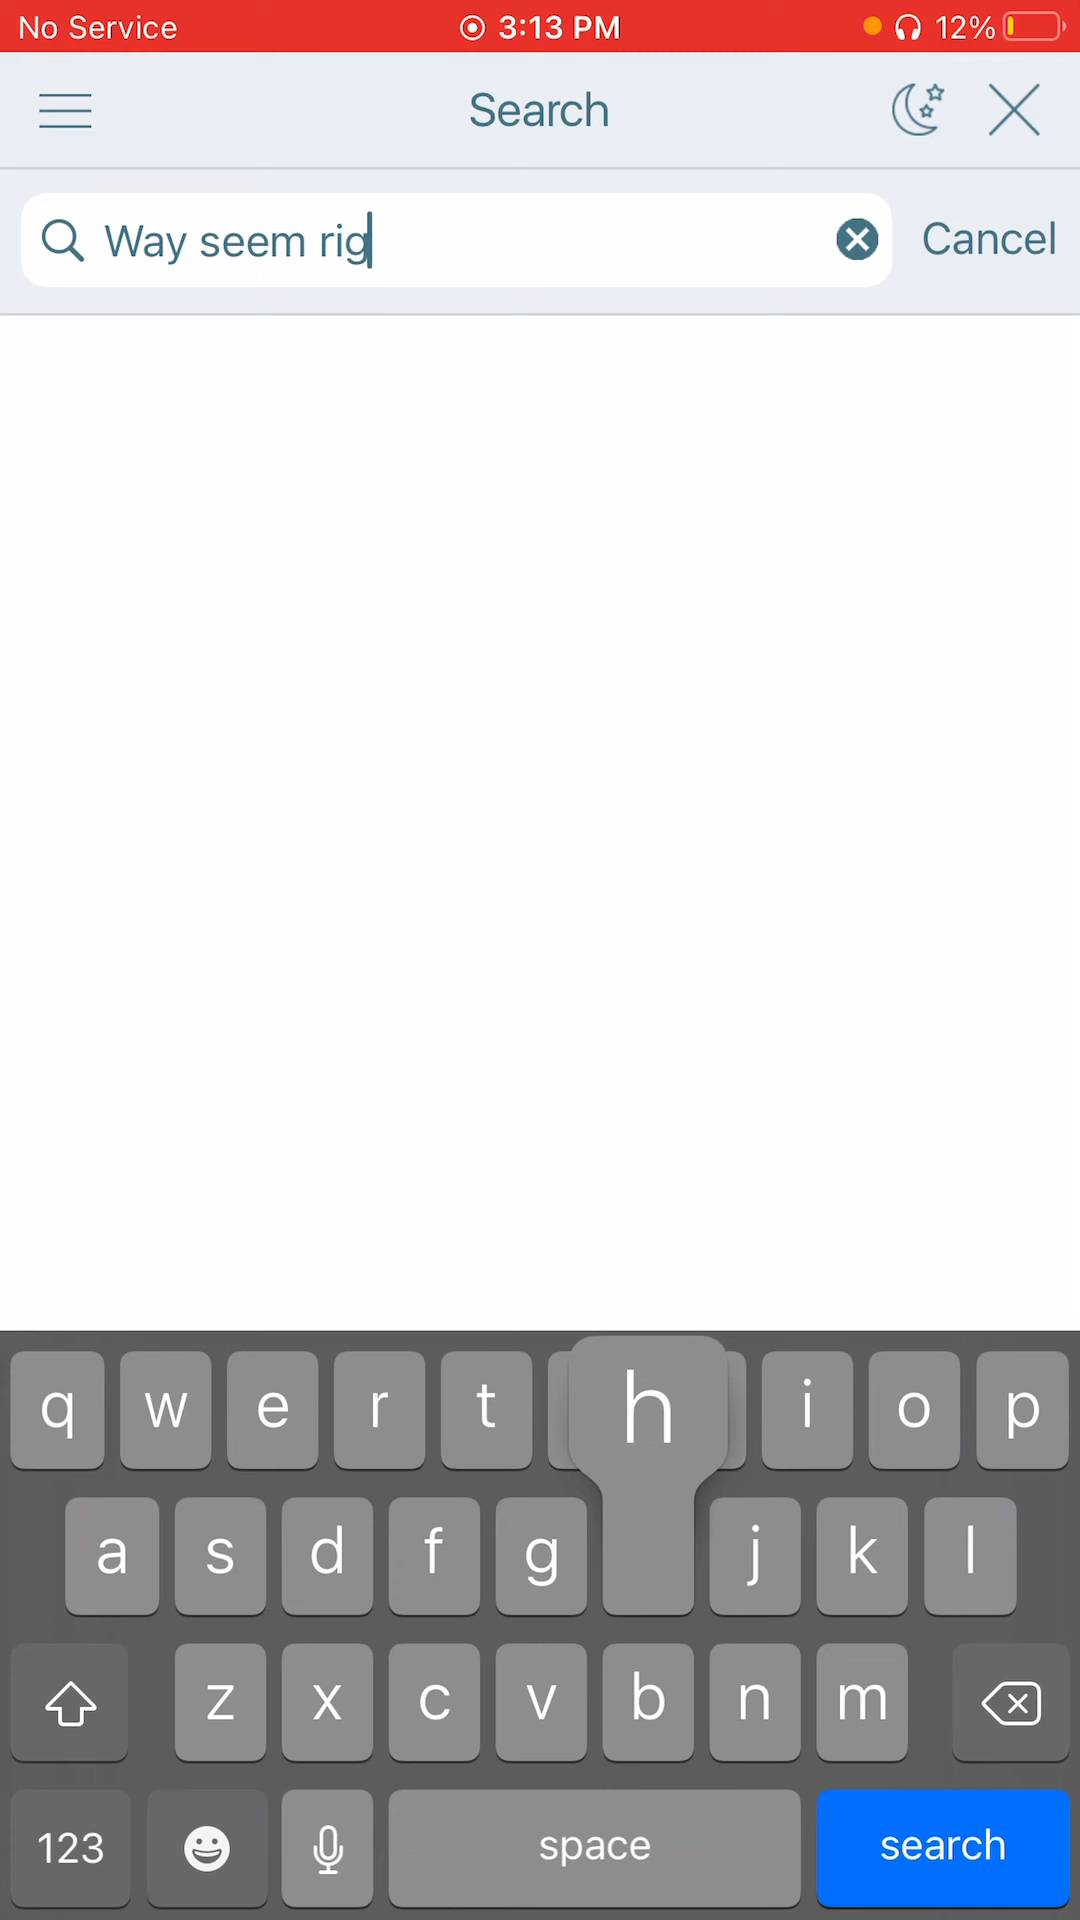 No Service 3:13 PM 12%
Search
Way seem rig Cancel
q w e r t h i o p
a s d f g j k l
z x c v b n m
123 space search